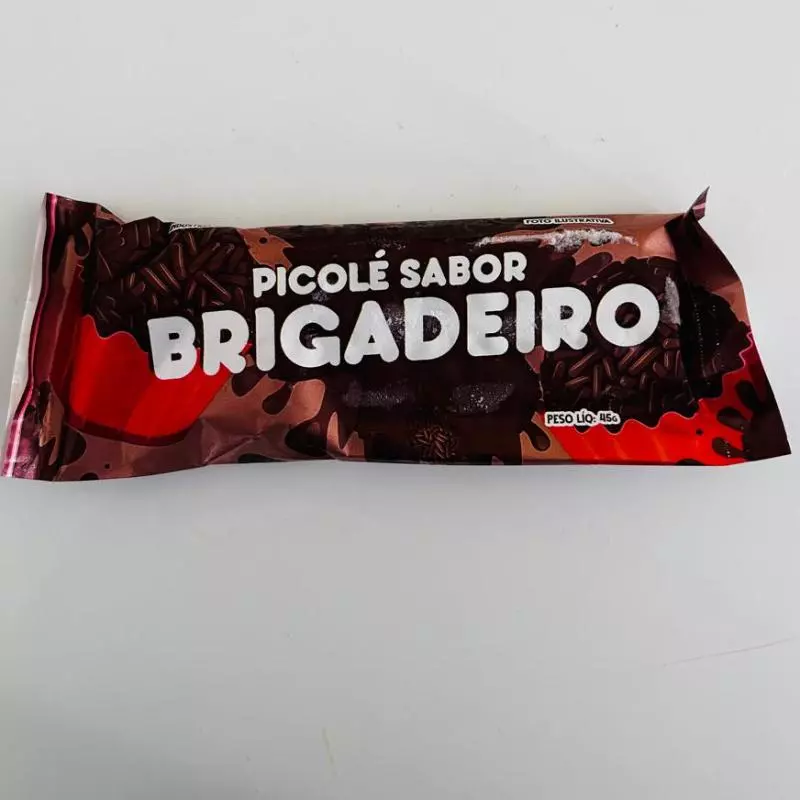 FOTO ILUSTRATIVA
PICOLÉ SABOR
BRIGADEIRO
PESO LÍQ: 45G